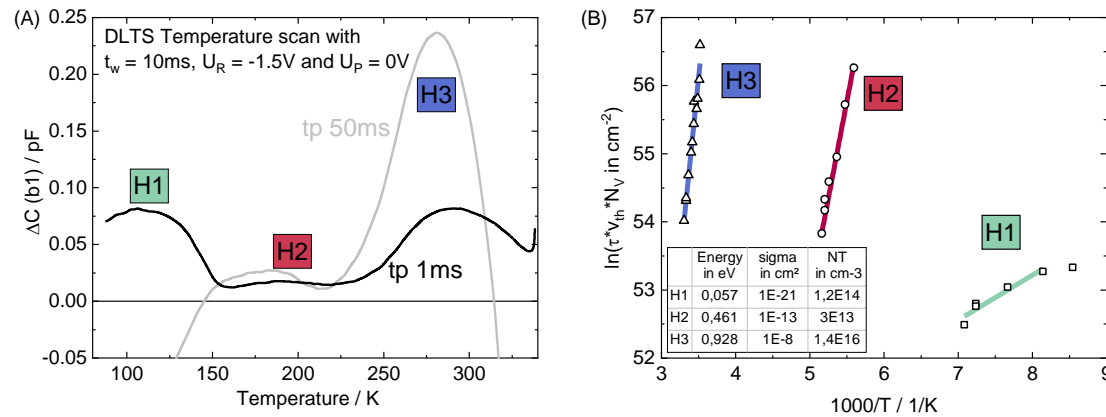 (A)
DLTS Temperature scan with
t_w = 10ms, U_R = -1.5V and U_P = 0V
H3
tp 50ms
H1
H2
tp 1ms
0.25
0.20
0.15
0.10
0.05
0.00
-0.05
ΔC (b1) / pF
100 150 200 250 300
Temperature / K
(B)
57
56
55
54
53
52
ln(τ*v_th*N_V in cm⁻²)
H3
H2
H1
Energy in eV sigma in cm² NT in cm-3
H1 0,057 1E-21 1,2E14
H2 0,461 1E-13 3E13
H3 0,928 1E-8 1,4E16
3 4 5 6 7 8 9
1000/T / 1/K